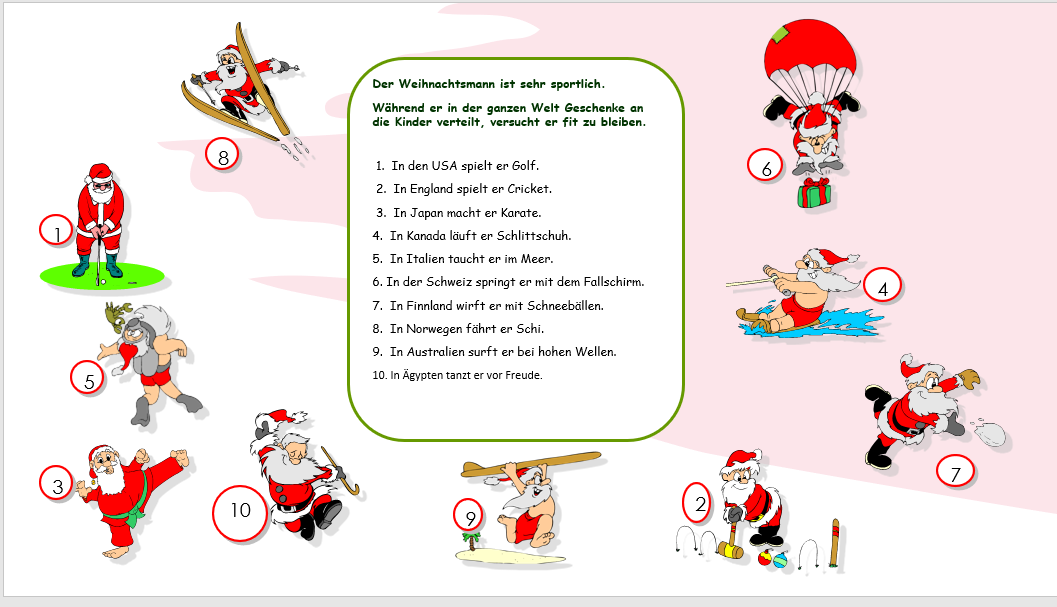 Der Weihnachtsmann ist sehr sportlich.
Während er in der ganzen Welt Geschenke an
die Kinder verteilt, versucht er fit zu bleiben.
1. In den USA spielt er Golf.
2. In England spielt er Cricket.
3. In Japan macht er Karate.
4. In Kanada läuft er Schlittschuh.
5. In Italien taucht er im Meer.
6. In der Schweiz springt er mit dem Fallschirm.
7. In Finnland wirft er mit Schneebällen.
8. In Norwegen fährt er Schi.
9. In Australien surft er bei hohen Wellen.
10. In Ägypten tanzt er vor Freude.
8
6
1
4
5
7
3
10
9
2